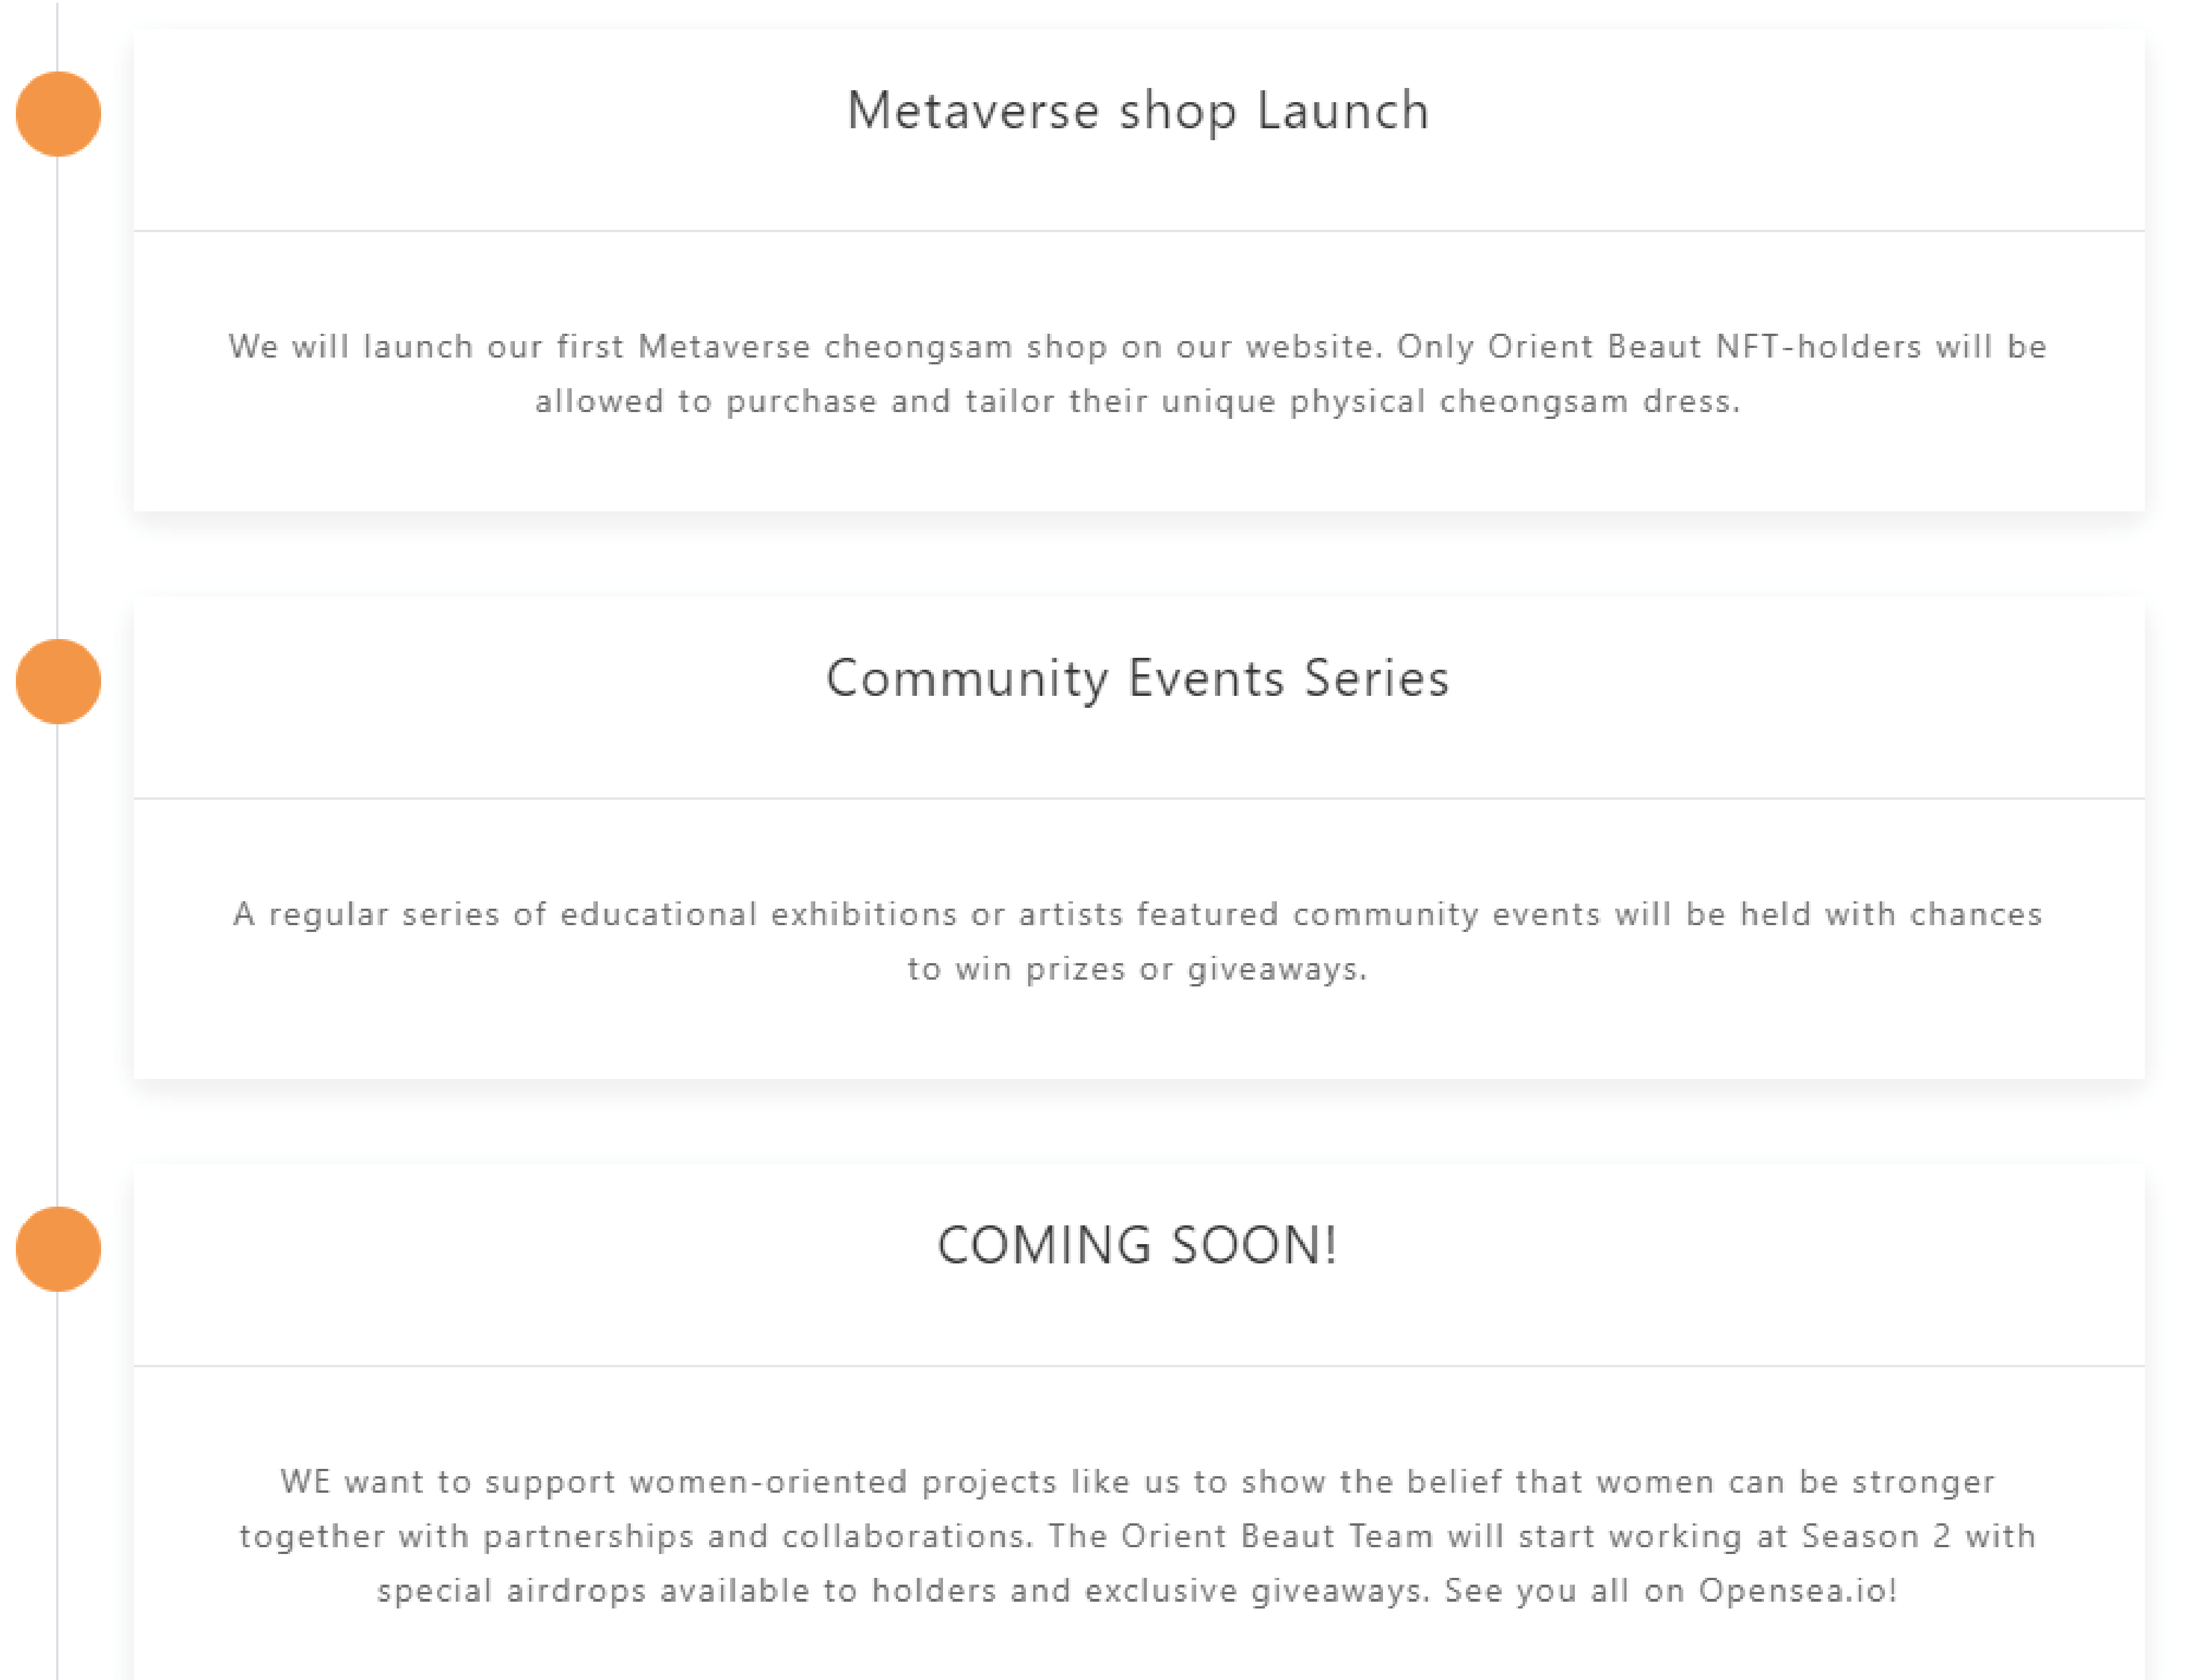 Metaverse shop Launch
We will launch our first Metaverse cheongsam shop on our website. Only Orient Beaut NFT-holders will be
allowed to purchase and tailor their unique physical cheongsam dress.
Community Events Series
A regular series of educational exhibitions or artists featured community events will be held with chances
to win prizes or giveaways.
COMING SOON!
WE want to support women-oriented projects like us to show the belief that women can be stronger
together with partnerships and collaborations. The Orient Beaut Team will start working at Season 2 with
special airdrops available to holders and exclusive giveaways. See you all on Opensea.io!